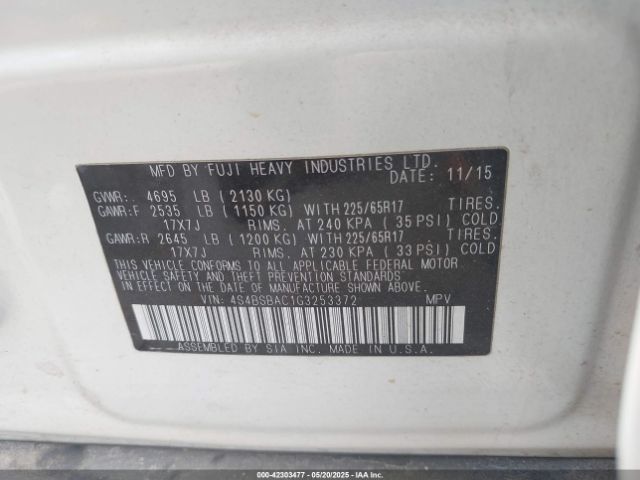 MFD BY FUJI HEAVY INDUSTRIES LTD.
DATE: 11/15
GVWR: 4695 LB (2130 KG)
GAWR:F 2535 LB (1150 KG) WITH 225/65R17 TIRES.
17X7J RIMS. AT 240 KPA (35 PSI) COLD
GAWR:R 2645 LB (1200 KG) WITH 225/65R17 TIRES.
17X7J RIMS. AT 230 KPA (33 PSI) COLD
THIS VEHICLE CONFORMS TO ALL APPLICABLE FEDERAL MOTOR
VEHICLE SAFETY BUMPER, AND THEFT PREVENTION STANDARDS
IN EFFECT ON THE DATE OF MANUFACTURE SHOWN ABOVE.
VIN: 4S4BSBAC1G3253372 MPV
ASSEMBLED BY SIA INC. MADE IN U.S.A.
000-42303477 - 05/20/2025 - IAAI.COM